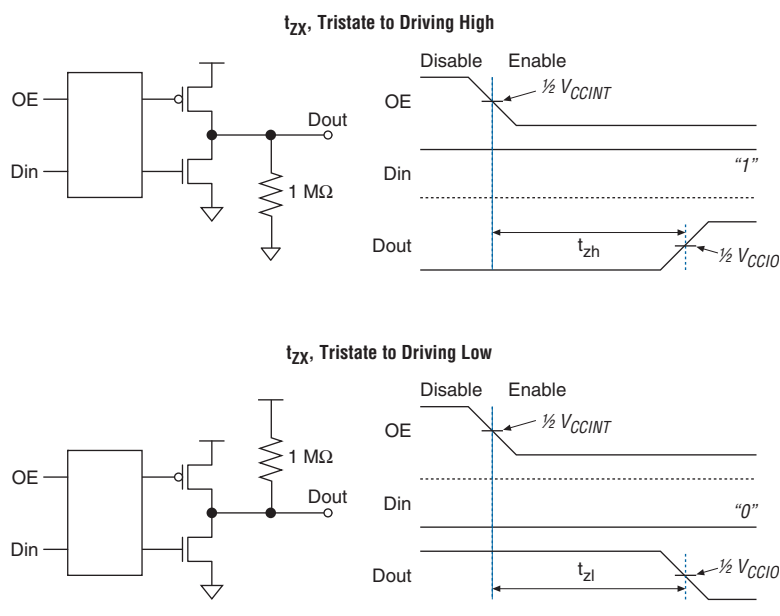 tZX, Tristate to Driving High
Disable Enable
OE
½ VCCINT
OE
Dout
Din
“1”
Din
1 MΩ
Dout
tzh
½ VCCIO
tZX, Tristate to Driving Low
Disable Enable
OE
½ VCCINT
1 MΩ
OE
Dout
Din
“0”
Din
Dout
tzl
½ VCCIO